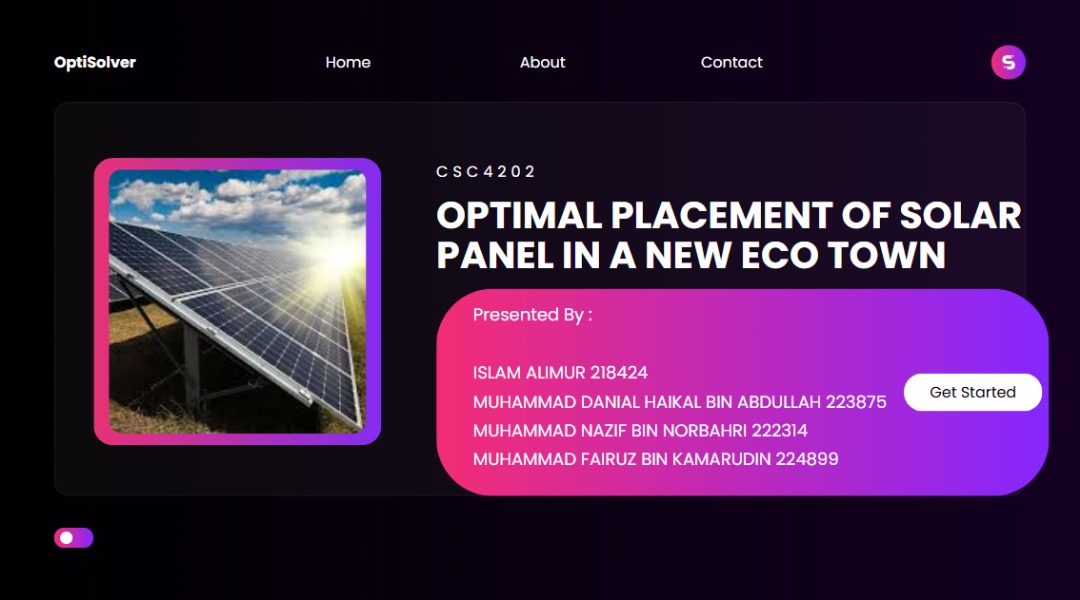 OptiSolver
Home
About
Contact
S
CSC4202
OPTIMAL PLACEMENT OF SOLAR
PANEL IN A NEW ECO TOWN
Presented By :
ISLAM ALIMUR 218424
MUHAMMAD DANIAL HAIKAL BIN ABDULLAH 223875
Get Started
MUHAMMAD NAZIF BIN NORBAHRI 222314
MUHAMMAD FAIRUZ BIN KAMARUDIN 224899